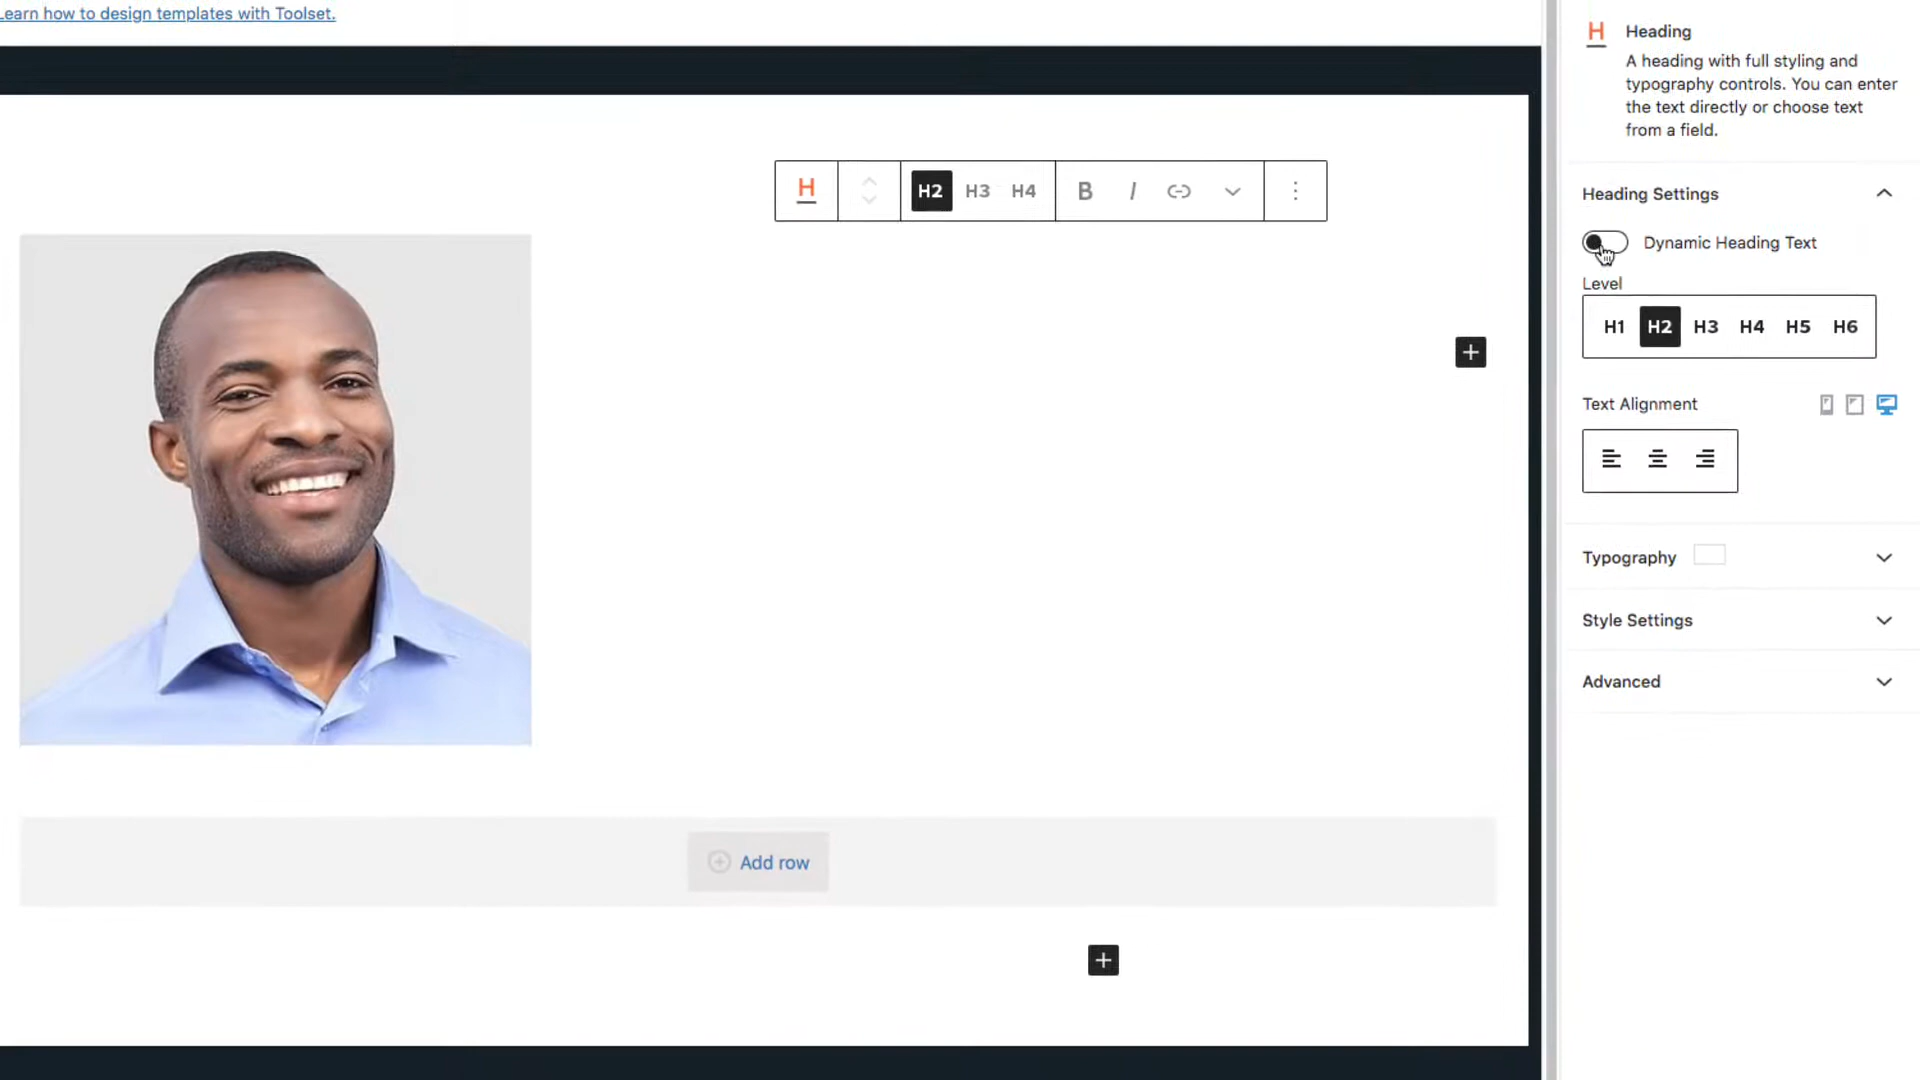 Learn how to design templates with Toolset.
H
H2 H3 H4 B I
Add row
H Heading
A heading with full styling and
typography controls. You can enter
the text directly or choose text
from a field.
Heading Settings
Dynamic Heading Text
Level
H1 H2 H3 H4 H5 H6
Text Alignment
Typography
Style Settings
Advanced